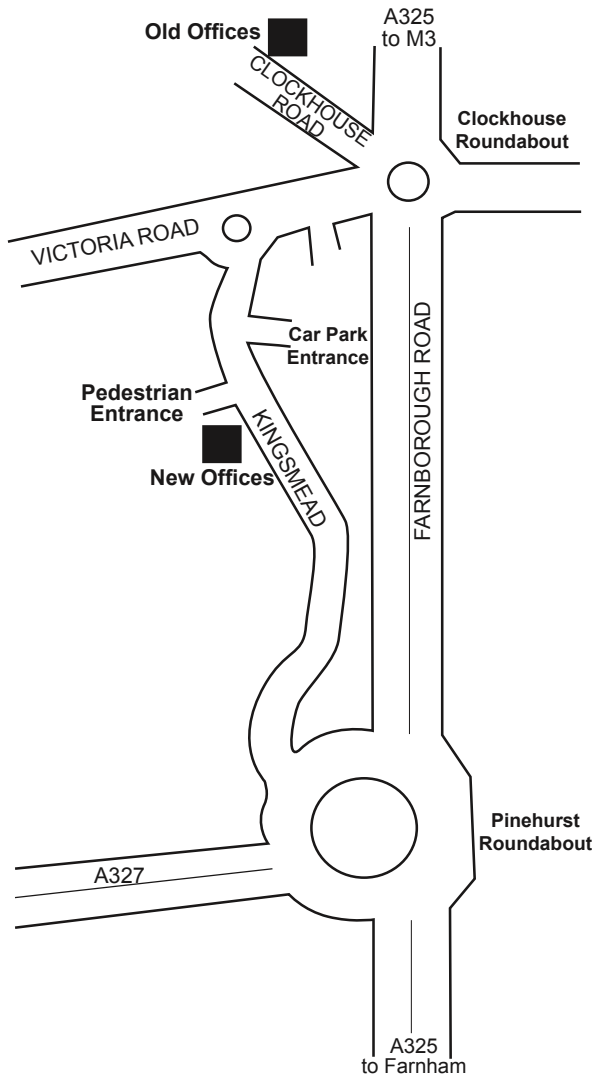 A325
to M3
Old Offices
CLOCKHOUSE
ROAD
Clockhouse
Roundabout
VICTORIA ROAD
Car Park
Entrance
FARNBOROUGH ROAD
Pedestrian
Entrance
KINGSMEAD
New Offices
Pinehurst
Roundabout
A327
A325
to Farnham